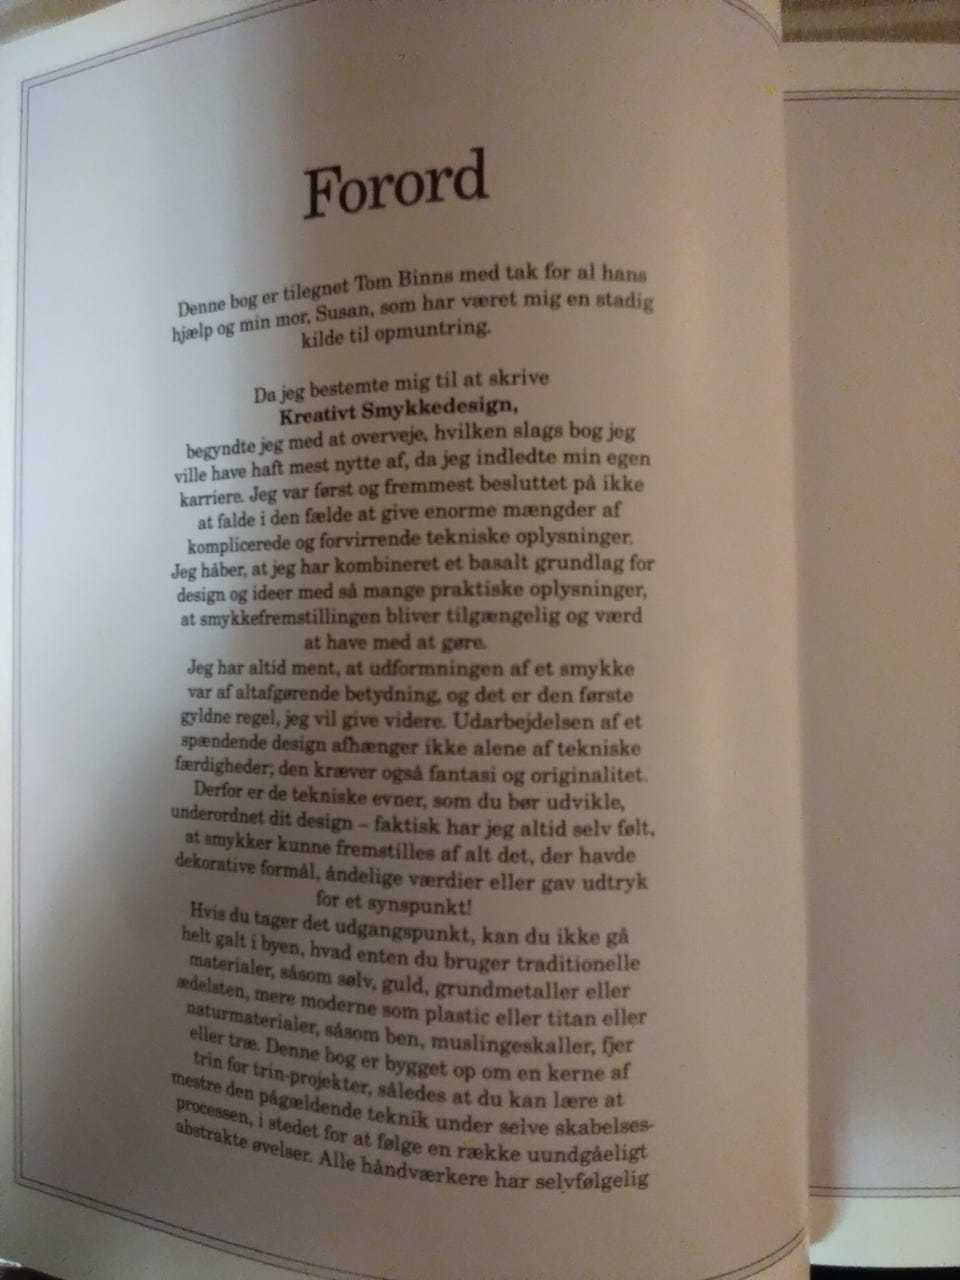 Forord
Denne bog er tilegnet Tom Binns med tak for al hans
hjælp og min mor, Susan, som har været mig en stadig
kilde til opmuntring.
Da jeg bestemte mig til at skrive
Kreativt Smykkedesign,
begyndte jeg med at overveje, hvilken slags bog jeg
ville have haft mest nytte af, da jeg indledte min egen
karriere. Jeg var først og fremmest besluttet på ikke
at falde i den fælde at give enorme mængder af
komplicerede og forvirrende tekniske oplysninger.
Jeg håber, at jeg har kombineret et basalt grundlag for
design og ideer med så mange praktiske oplysninger,
at smykkefremstillingen bliver tilgængelig og værd
at have med at gøre.
Jeg har altid ment, at udformningen af et smykke
var af altafgørende betydning, og det er den første
gyldne regel, jeg vil give videre. Udarbejdelsen af et
spændende design afhænger ikke alene af tekniske
færdigheder; den kræver også fantasi og originalitet.
Derfor er de tekniske evner, som du bør udvikle,
underordnet dit design – faktisk har jeg altid selv følt,
at smykker kunne fremstilles af alt det, der havde
dekorative formål, åndelige værdier eller gav udtryk
for et synspunkt!
Hvis du tager det udgangspunkt, kan du ikke gå
helt galt i byen, hvad enten du bruger traditionelle
materialer, såsom sølv, guld, grundmetaller eller
ædelsten, mere moderne som plastic eller titan eller
naturmaterialer, såsom ben, muslingeskaller, fjer
eller træ. Denne bog er bygget op om en kerne af
trin for trin-projekter, således at du kan lære at
mestre den pågældende teknik under selve skabelses-
processen, i stedet for at følge en række uundgåeligt
abstrakte øvelser. Alle håndværkere har selvfølgelig